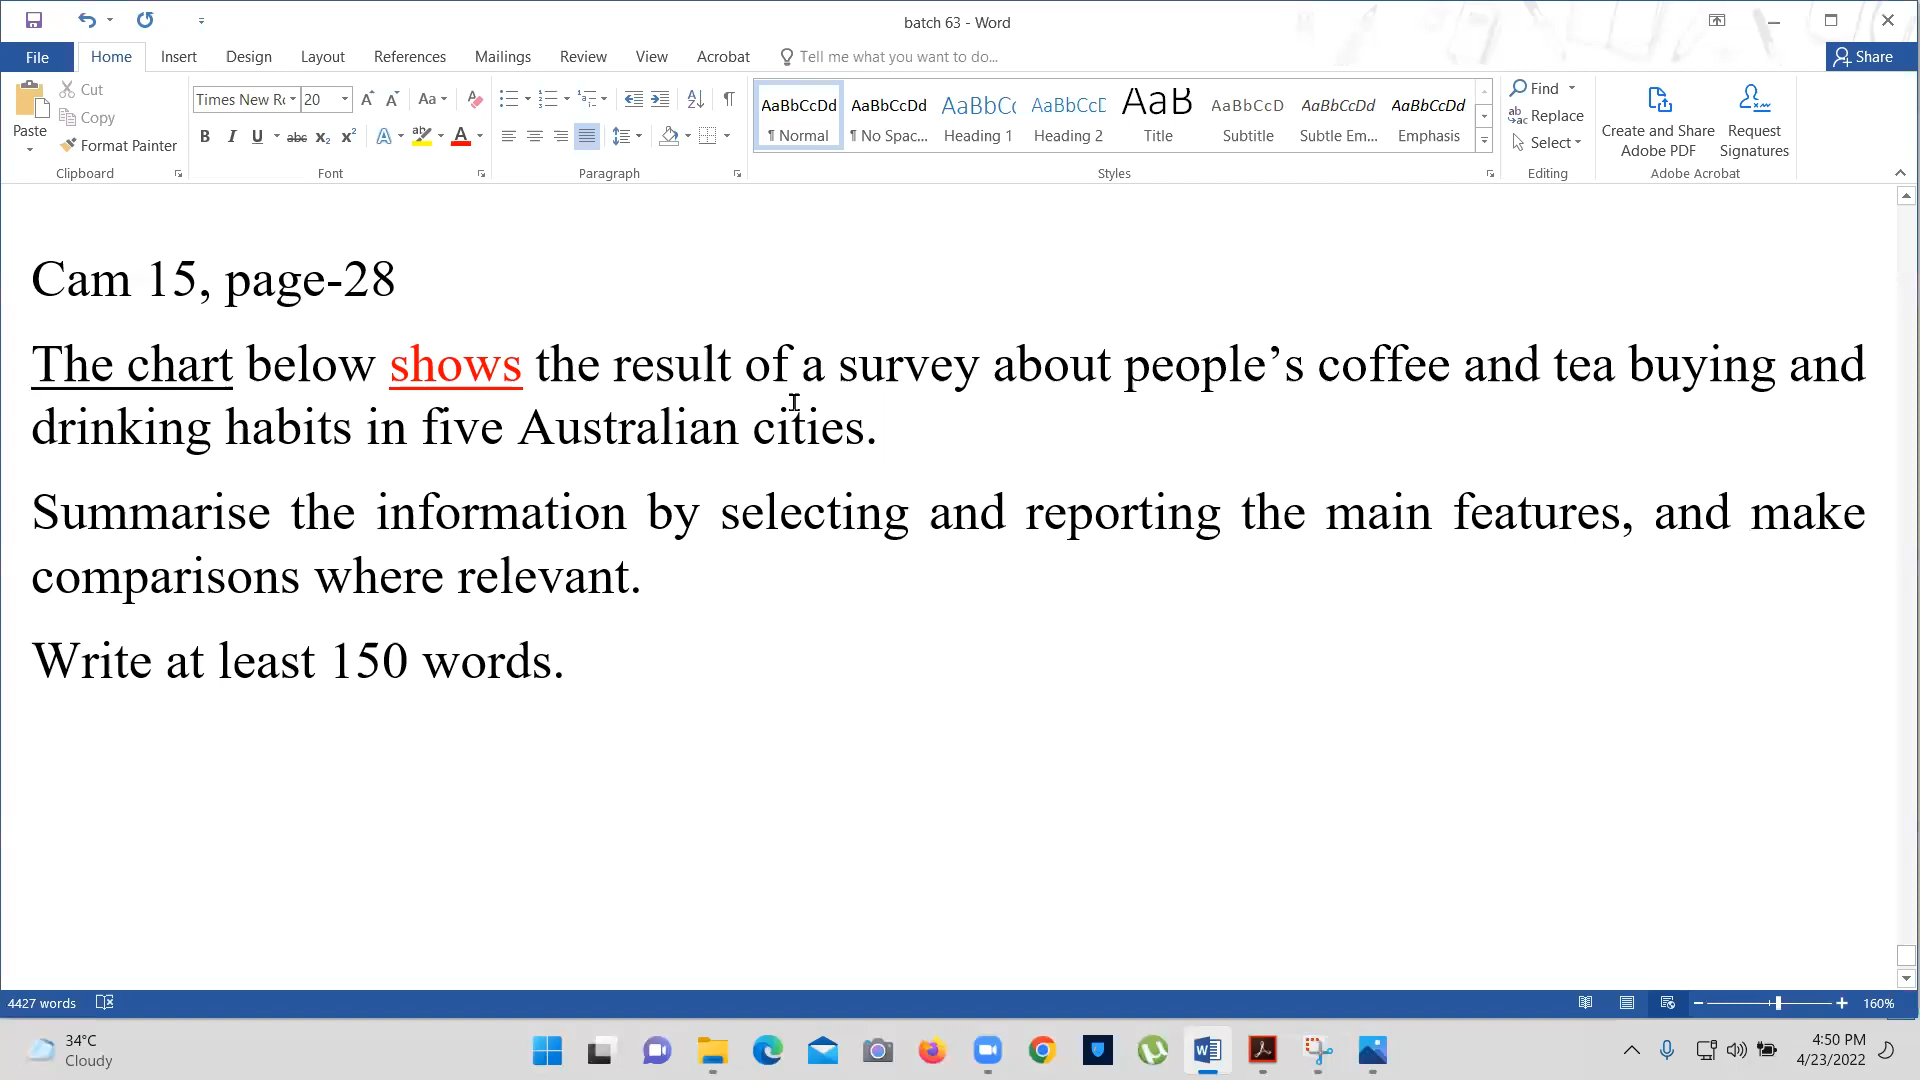 batch 63 - Word
File Home Insert Design Layout References Mailings Review View Acrobat Tell me what you want to do... Share
Paste Cut
Copy
Format Painter
Clipboard
Times New Rc 20
Font
Paragraph
AaBbCcDd AaBbCcDd AaBbCc AaBbCcE AaB AaBbCcD AaBbCcDd AaBbCcDd
¶ Normal ¶ No Spac... Heading 1 Heading 2 Title Subtitle Subtle Em... Emphasis
Styles
Find
Replace
Select
Editing
Create and Share
Adobe PDF
Request
Signatures
Adobe Acrobat
Cam 15, page-28
The chart below shows the result of a survey about people’s coffee and tea buying and
drinking habits in five Australian cities.
Summarise the information by selecting and reporting the main features, and make
comparisons where relevant.
Write at least 150 words.
4427 words
160%
34°C
Cloudy
4:50 PM
4/23/2022